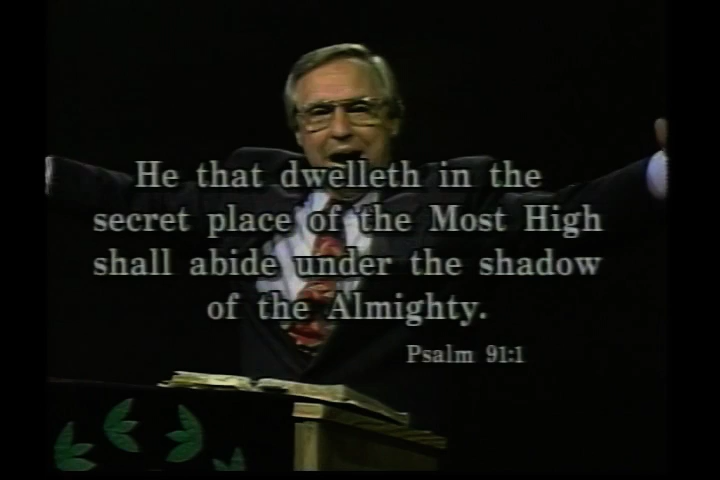 He that dwelleth in the
secret place of the Most High
shall abide under the shadow
of the Almighty.
Psalm 91:1